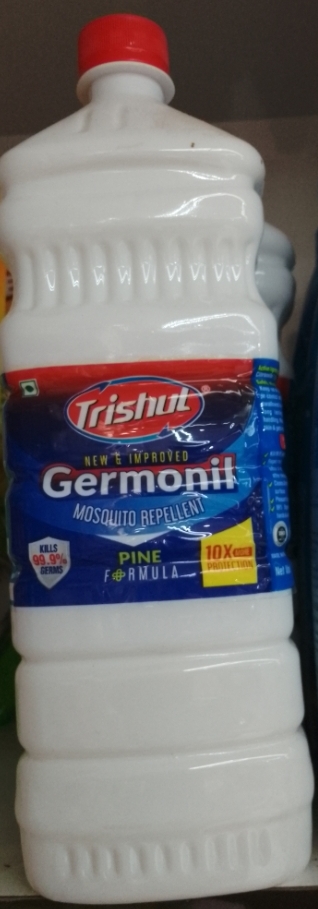 Trishul
NEW & IMPROVED
Germonil
MOSQUITO REPELLENT
KILLS
99.9%
GERMS
PINE
FORMULA
10X
PROTECTION